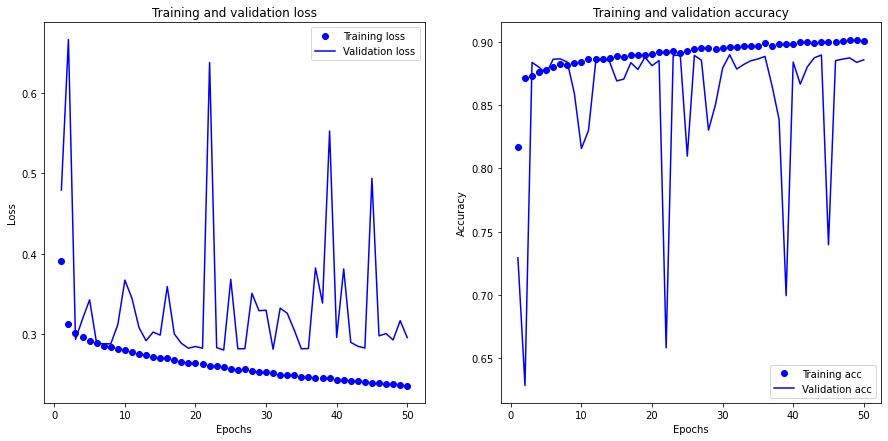 Training and validation loss
Training loss
Validation loss
0.6
0.5
0.4
0.3
Loss
0
10
20
30
40
50
Epochs
Training and validation accuracy
0.90
0.85
0.80
0.75
0.70
0.65
Accuracy
Training acc
Validation acc
0
10
20
30
40
50
Epochs